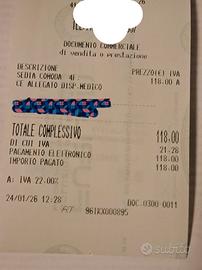 DOCUMENTO COMMERCIALE
di vendita o prestazione
DESCRIZIONE PREZZO(E) IVA
SEDIA COMODA 4F 118.00 A
CE ALLEGATO DISP.MEDICO
TOTALE COMPLESSIVO 118.00
DI CUI IVA 21.28
PAGAMENTO ELETTRONICO 118.00
IMPORTO PAGATO 118.00
A: IVA 22.00%
24/01/26 12:28 DOC.0300-0011
subito